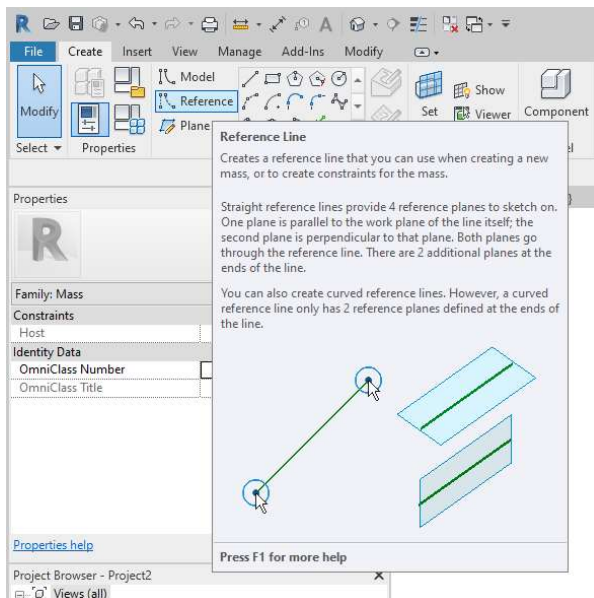 R
A
File Create Insert View Manage Add-Ins Modify
Modify
Model
Reference
Plane
Set
Show
Viewer
Component
Select Properties
Reference Line
Creates a reference line that you can use when creating a new
mass, or to create constraints for the mass.
Straight reference lines provide 4 reference planes to sketch on.
One plane is parallel to the work plane of the line itself; the
second plane is perpendicular to that plane. Both planes go
through the reference line. There are 2 additional planes at the
ends of the line.
You can also create curved reference lines. However, a curved
reference line only has 2 reference planes defined at the ends of
the line.
Press F1 for more help
Properties
R
Family: Mass
Constraints
Host
Identity Data
OmniClass Number
OmniClass Title
Properties help
Project Browser - Project2
Views (all)